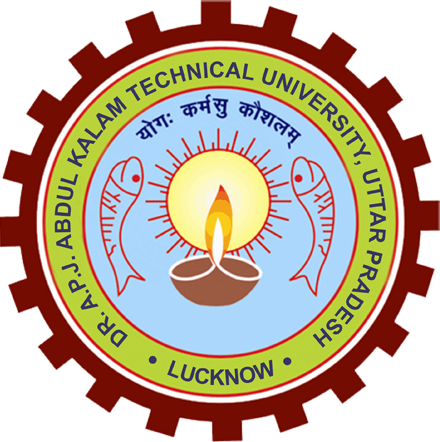 DR. A.P.J. ABDUL KALAM TECHNICAL UNIVERSITY, UTTAR PRADESH
योगः कर्मसु कौशलम्
• LUCKNOW •